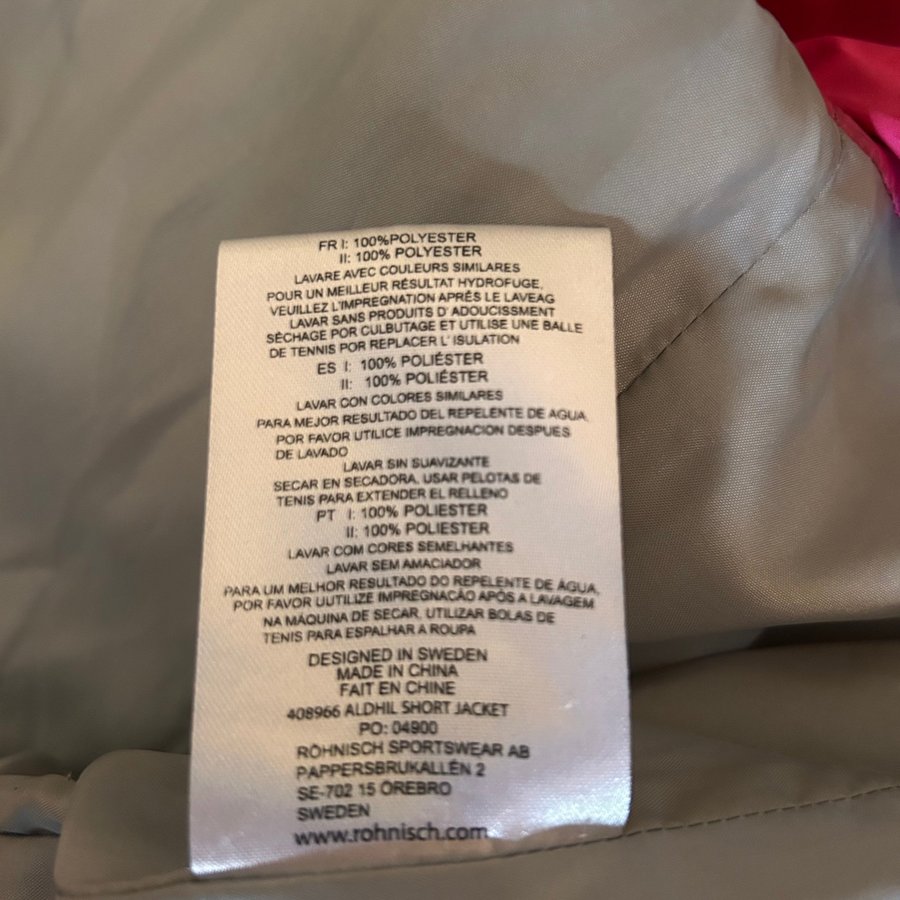 FR I: 100%POLYESTER
II: 100% POLYESTER
LAVARE AVEC COULEURS SIMILARES
POUR UN MEILLEUR RÉSULTAT HYDROFUGE,
VEUILLEZ L'IMPREGNATION APRÉS LE LAVEAG
LAVAR SANS PRODUITS D' ADOUCISSMENT
SÉCHAGE POR CULBUTAGE ET UTILISE UNE BALLE
DE TENNIS POR REPLACER L' ISULATION
ES I: 100% POLIÉSTER
II: 100% POLIÉSTER
LAVAR CON COLORES SIMILARES
PARA MEJOR RESULTADO DEL REPELENTE DE AGUA,
POR FAVOR UTILICE IMPREGNACION DESPUES
DE LAVADO
LAVAR SIN SUAVIZANTE
SECAR EN SECADORA, USAR PELOTAS DE
TENIS PARA EXTENDER EL RELLENO
PT I: 100% POLIESTER
II: 100% POLIESTER
LAVAR COM CORES SEMELHANTES
LAVAR SEM AMACIADOR
PARA UM MELHOR RESULTADO DO REPELENTE DE ÁGUA,
POR FAVOR UUTILIZE IMPREGNACÃO APÓS A LAVAGEM
NA MÁQUINA DE SECAR, UTILIZAR BOLAS DE
TENIS PARA ESPALHAR A ROUPA
DESIGNED IN SWEDEN
MADE IN CHINA
FAIT EN CHINE
408966 ALDHIL SHORT JACKET
PO: 04900
RÖHNISCH SPORTSWEAR AB
PAPPERSBRUKALLÉN 2
SE-702 15 ÖREBRO
SWEDEN
www.rohnisch.com